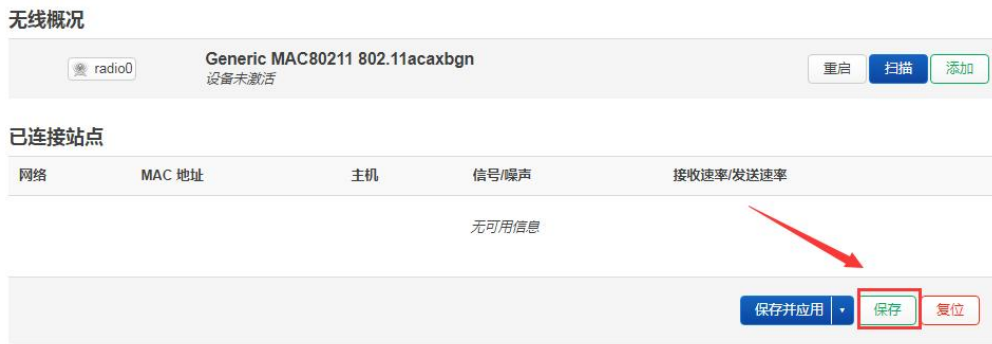 无线概况
radio0
Generic MAC80211 802.11acaxbgn
设备未激活
重启 扫描 添加
已连接站点
网络 MAC 地址 主机 信号/噪声 接收速率/发送速率
无可用信息
保存并应用 保存 复位